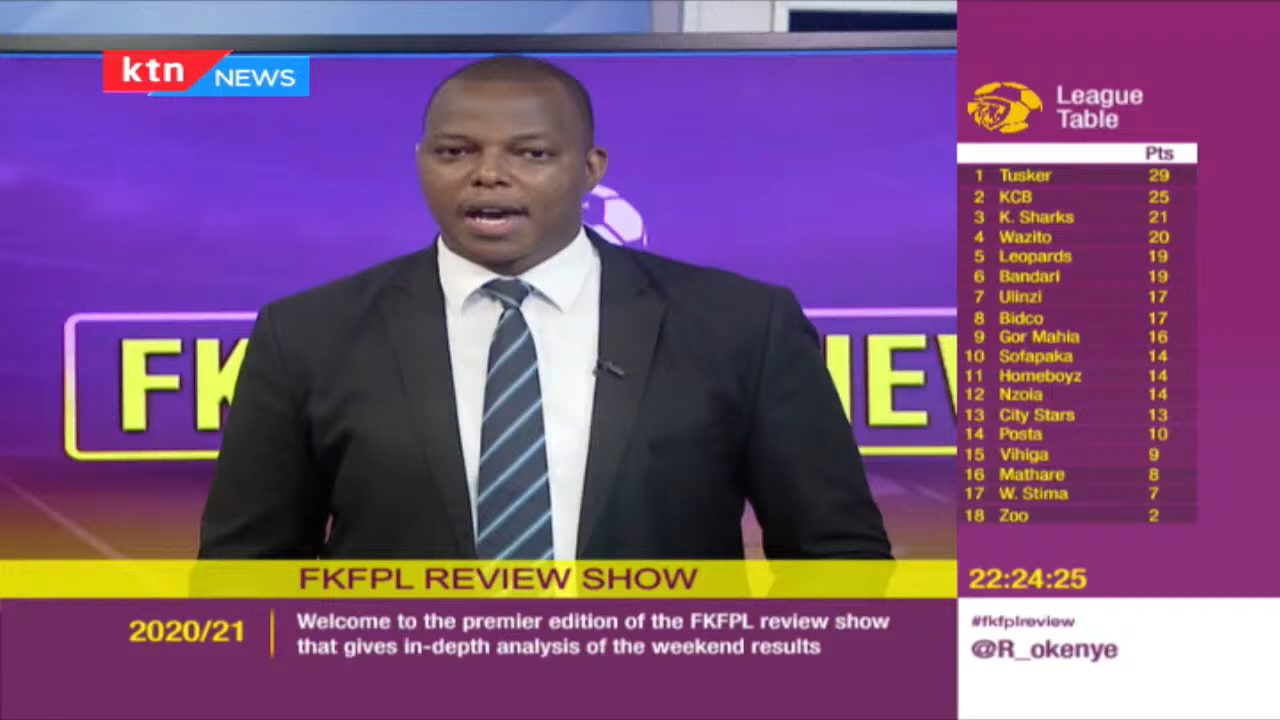 ktn NEWS
FK
IEW
League
Table
Pts
1 Tusker 29
2 KCB 25
3 K. Sharks 21
4 Wazito 20
5 Leopards 19
6 Bandari 19
7 Ulinzi 17
8 Bidco 17
9 Gor Mahia 16
10 Sofapaka 14
11 Homeboyz 14
12 Nzoia 14
13 City Stars 13
14 Posta 10
15 Vihiga 9
16 Mathare 8
17 W. Stima 7
18 Zoo 2
22:24:25
FKFPL REVIEW SHOW
2020/21
Welcome to the premier edition of the FKFPL review show
that gives in-depth analysis of the weekend results
#fkfplreview
@R_okenye